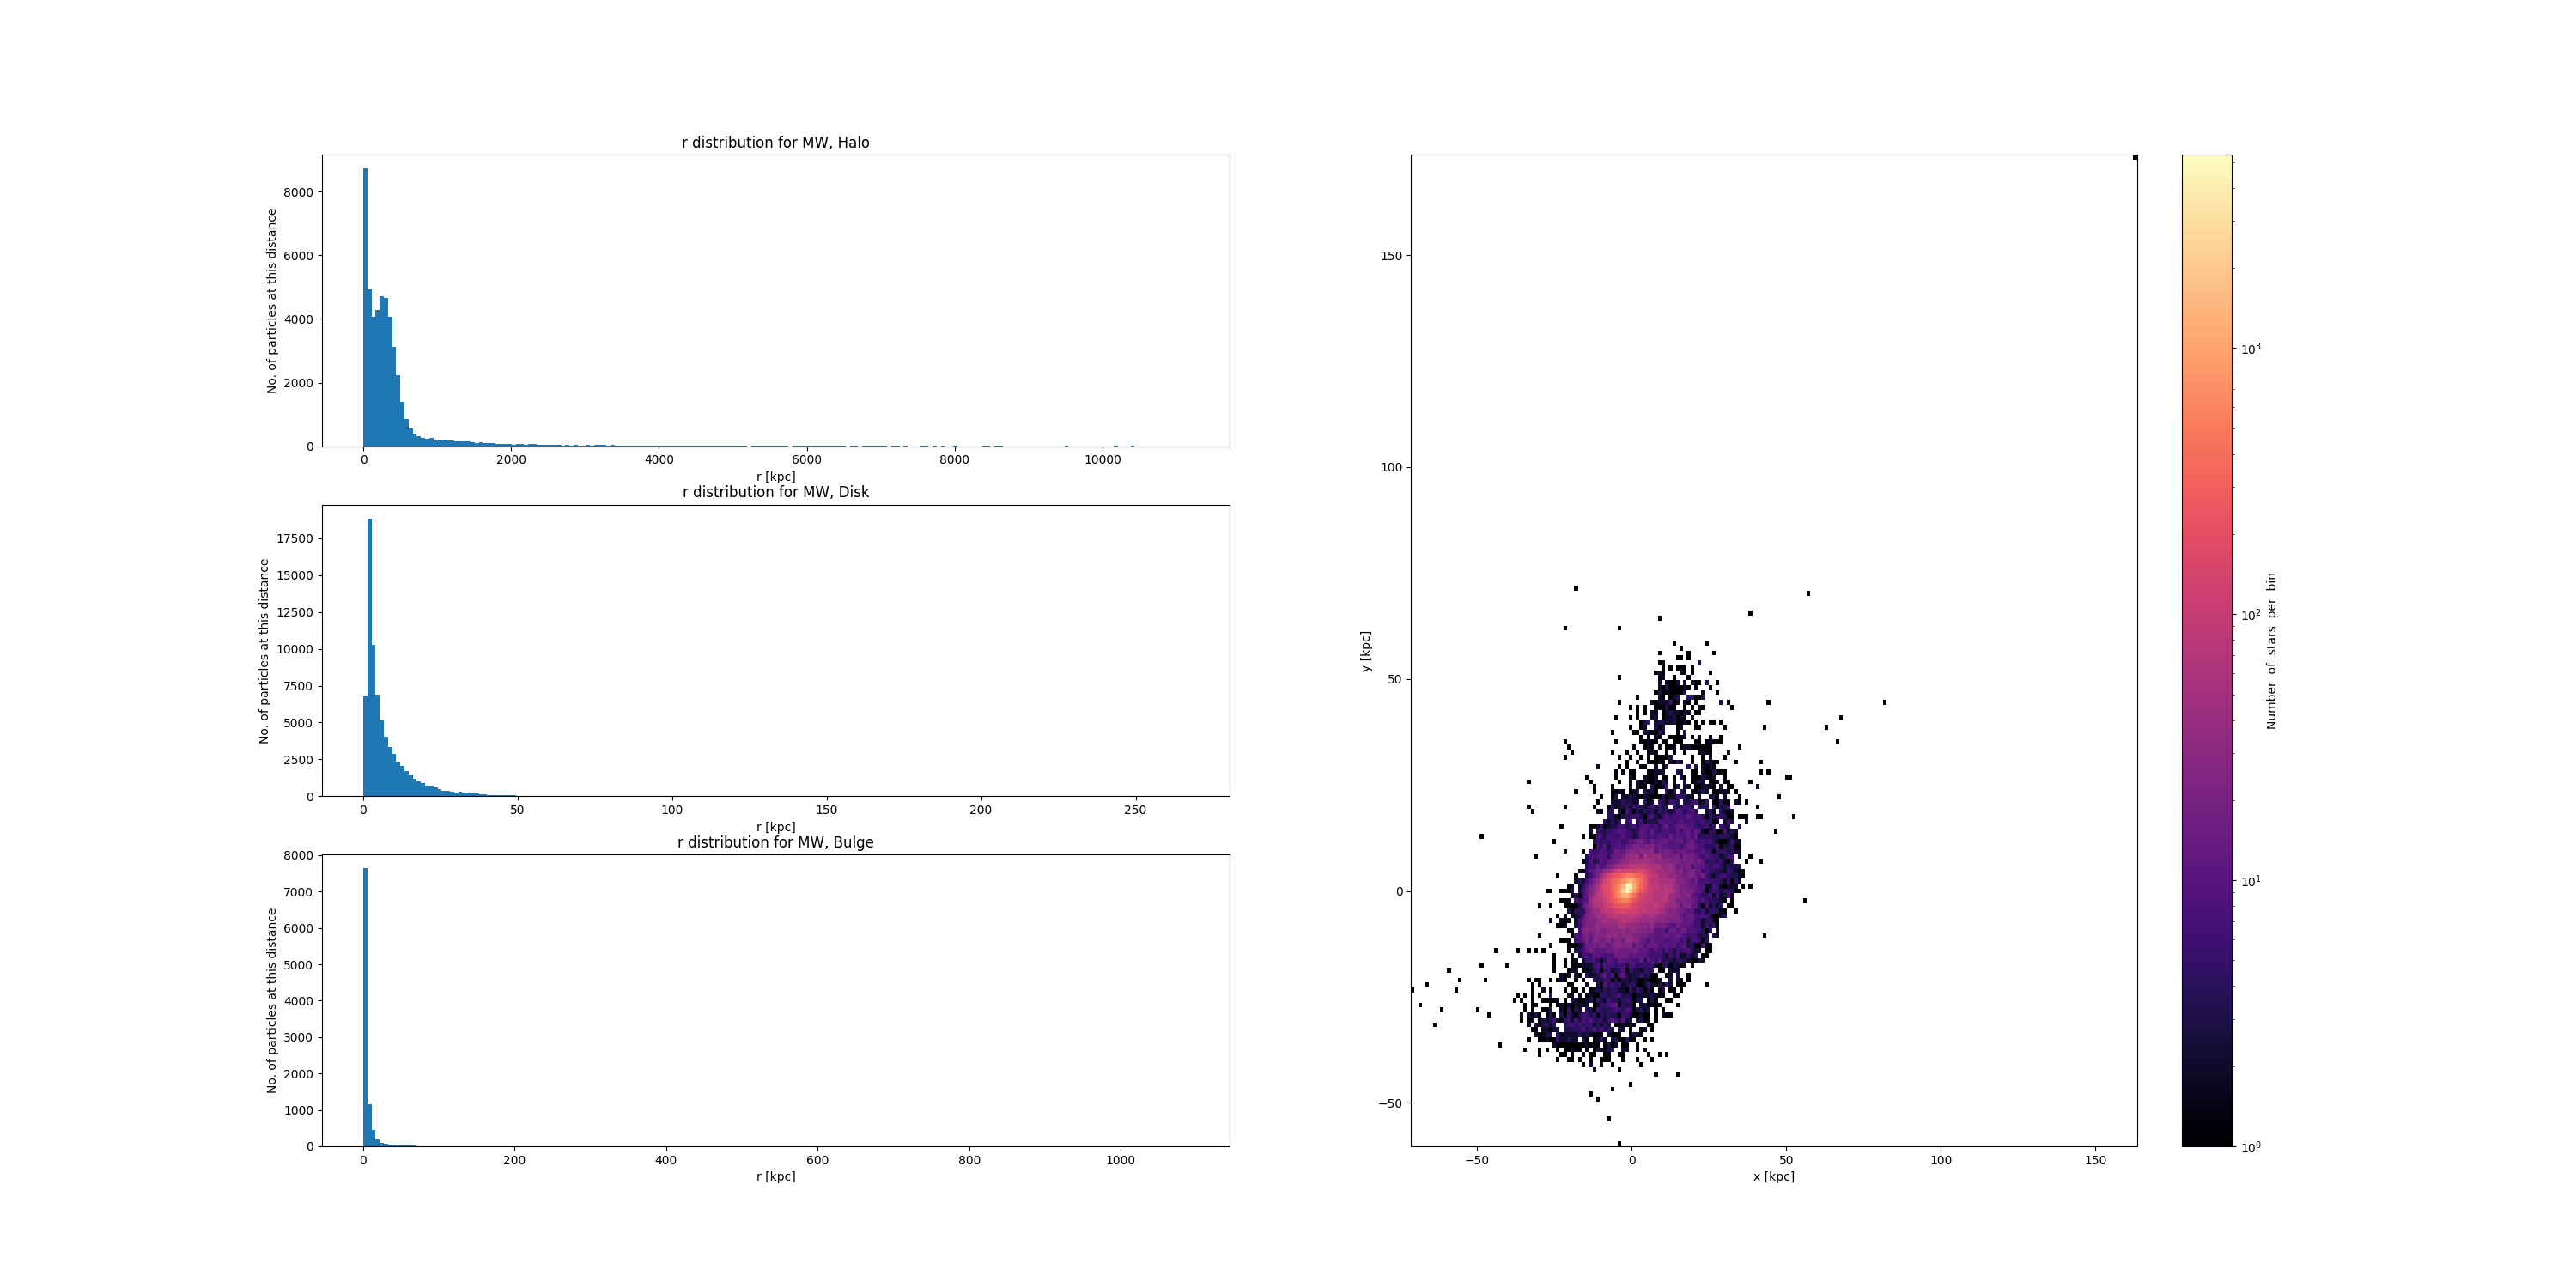 r distribution for MW, Halo
No. of particles at this distance
8000
6000
4000
2000
0
0 2000 4000 6000 8000 10000
r [kpc]
r distribution for MW, Disk
No. of particles at this distance
17500
15000
12500
10000
7500
5000
2500
0
0 50 100 150 200 250
r [kpc]
r distribution for MW, Bulge
No. of particles at this distance
8000
7000
6000
5000
4000
3000
2000
1000
0
0 200 400 600 800 1000
r [kpc]
y [kpc]
150
100
50
0
−50
−50 0 50 100 150
x [kpc]
10³
10²
10¹
10⁰
Number of stars per bin